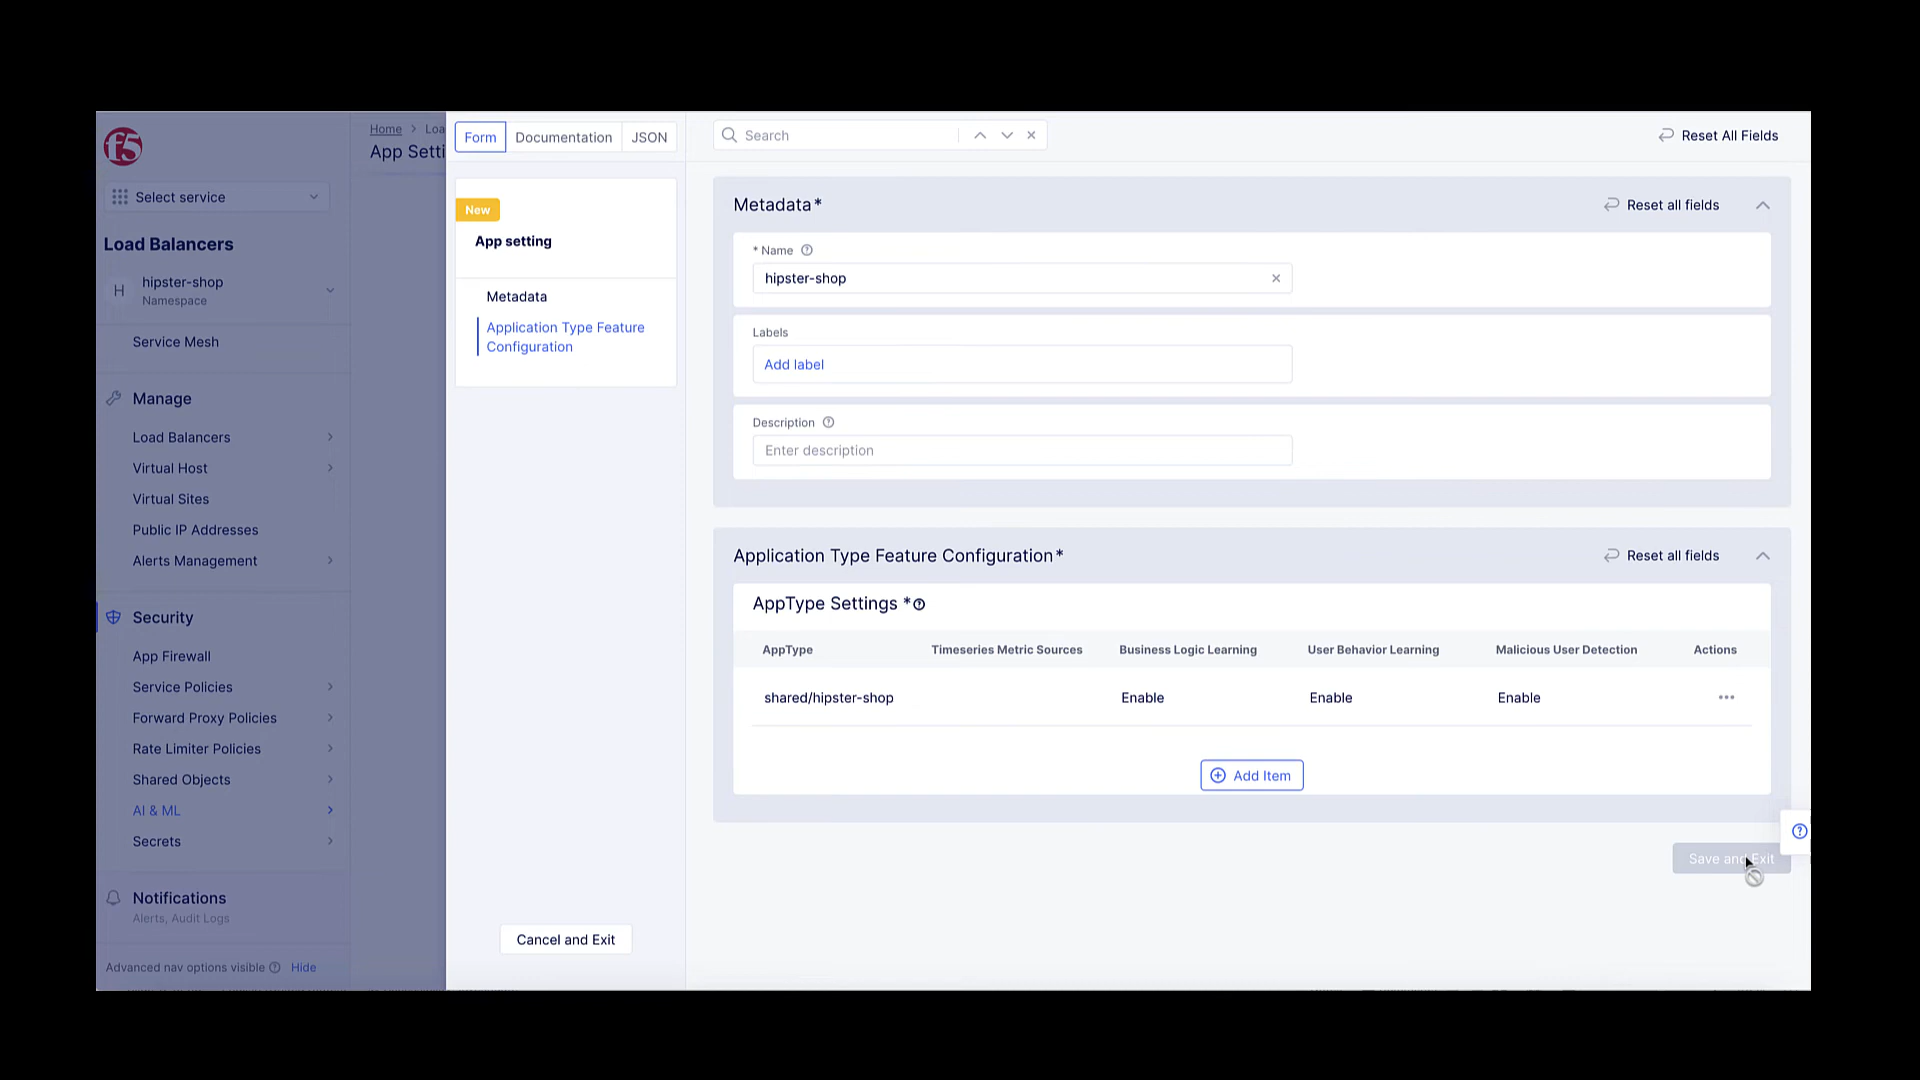 f5
Home > Loa
App Setti
Select service
Load Balancers
H
hipster-shop
Namespace
Service Mesh
Manage
Load Balancers
Virtual Host
Virtual Sites
Public IP Addresses
Alerts Management
Security
App Firewall
Service Policies
Forward Proxy Policies
Rate Limiter Policies
Shared Objects
AI & ML
Secrets
Notifications
Alerts, Audit Logs
Advanced nav options visible Hide
Form Documentation JSON
New
App setting
Metadata
Application Type Feature
Configuration
Cancel and Exit
Search
Reset All Fields
Metadata*
Reset all fields
* Name
hipster-shop
Labels
Add label
Description
Enter description
Application Type Feature Configuration*
Reset all fields
AppType Settings *
AppType Timeseries Metric Sources Business Logic Learning User Behavior Learning Malicious User Detection Actions
shared/hipster-shop Enable Enable Enable
Add Item
Save and Exit